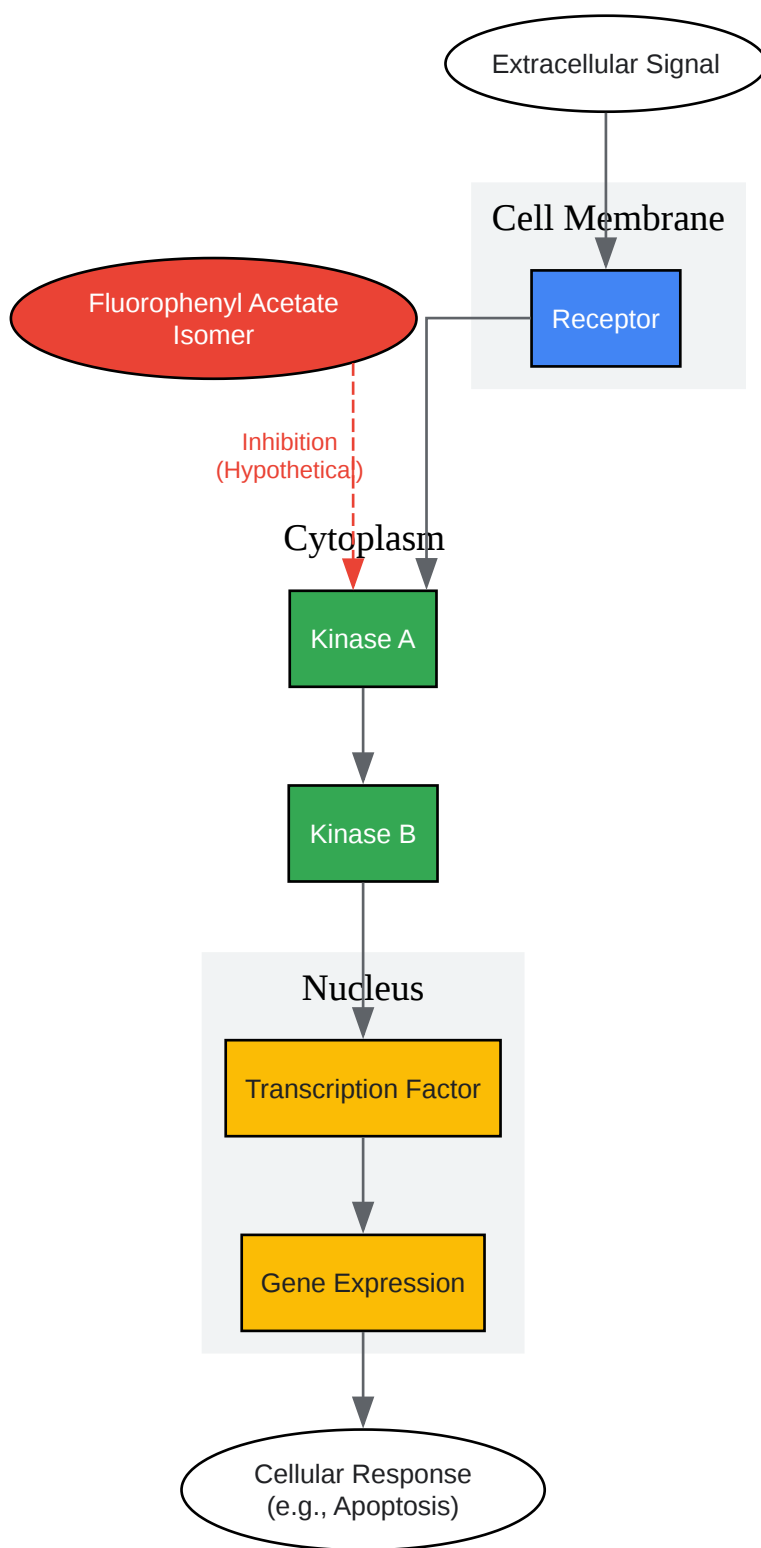 Extracellular Signal
Cell Membrane
Receptor
Fluorophenyl Acetate
Isomer
Inhibition
(Hypothetical)
Cytoplasm
Kinase A
Kinase B
Nucleus
Transcription Factor
Gene Expression
Cellular Response
(e.g., Apoptosis)